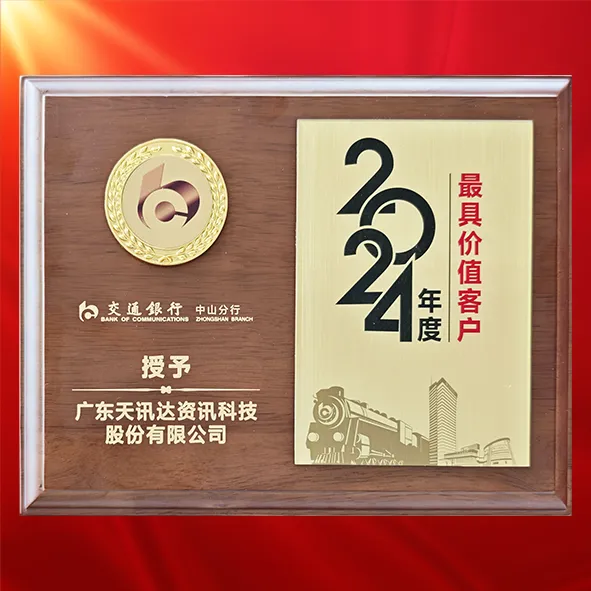 交通銀行 中山分行
BANK OF COMMUNICATIONS ZHONGSHAN BRANCH
授予
广东天讯达资讯科技
股份有限公司
2024年度
最具价值客户